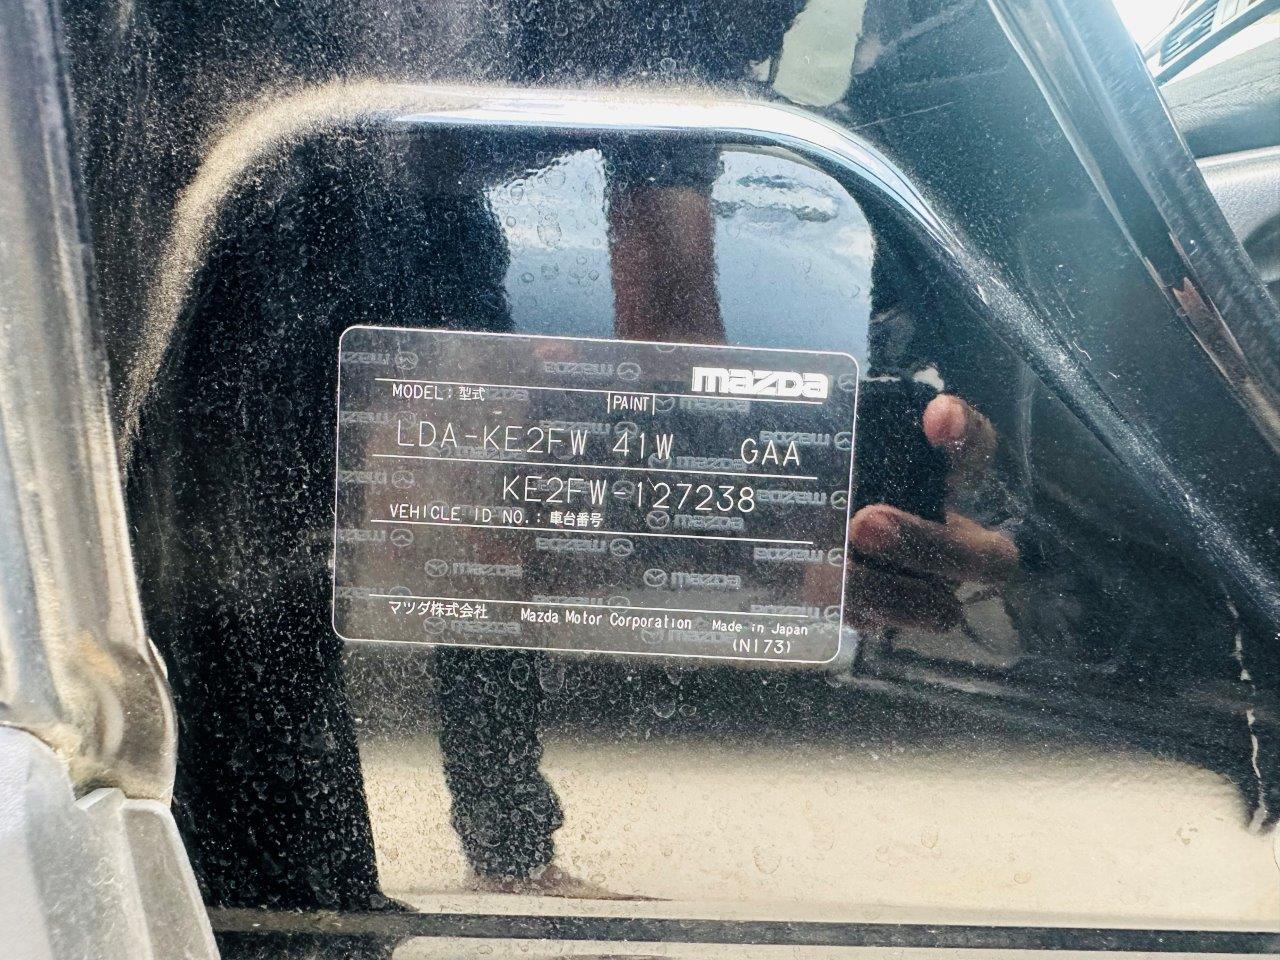 mazda
MODEL:型式
PAINT
LDA-KE2FW 41W GAA
KE2FW-127238
VEHICLE ID NO.:車台番号
マツダ株式会社 Mazda Motor Corporation Made in Japan
(N173)